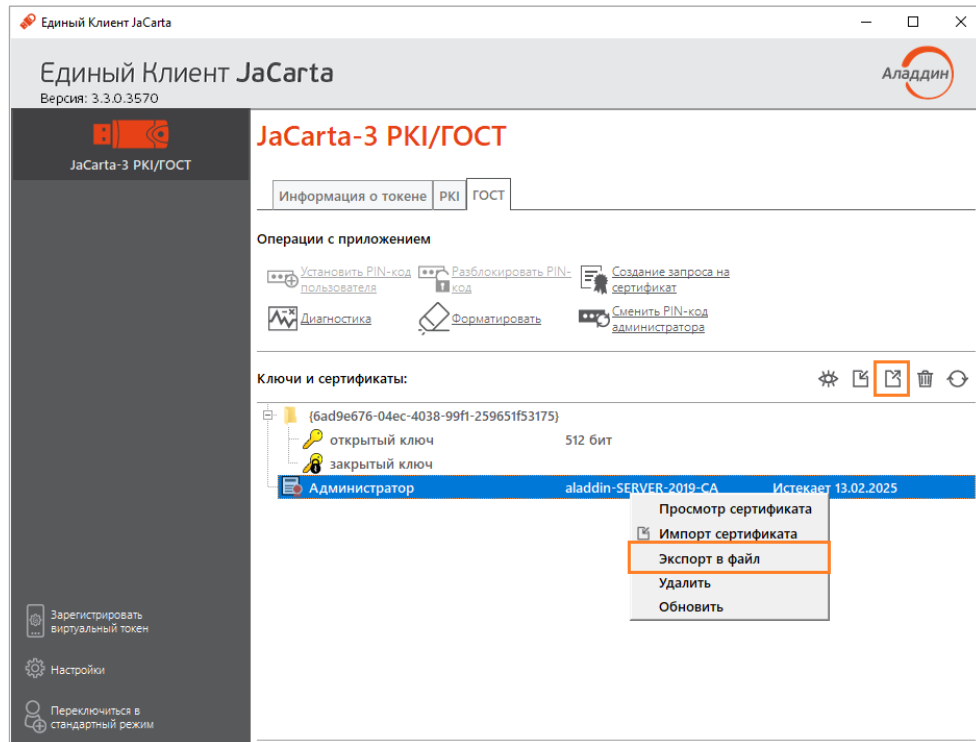 Единый Клиент JaCarta
Единый Клиент JaCarta
Версия: 3.3.0.3570
Аладдин
JaCarta-3 PKI/ГОСТ
JaCarta-3 PKI/ГОСТ
Информация о токене PKI ГОСТ
Операции с приложением
Установить PIN-код
пользователя
Разблокировать PIN-
код
Создание запроса на
сертификат
Диагностика
Форматировать
Сменить PIN-код
администратора
Ключи и сертификаты:
{6ad9e676-04ec-4038-99f1-259651f53175}
открытый ключ 512 бит
закрытый ключ
Администратор aladdin-SERVER-2019-CA Истекает 13.02.2025
Просмотр сертификата
Импорт сертификата
Экспорт в файл
Удалить
Обновить
Зарегистрировать
виртуальный токен
Настройки
Переключиться в
стандартный режим